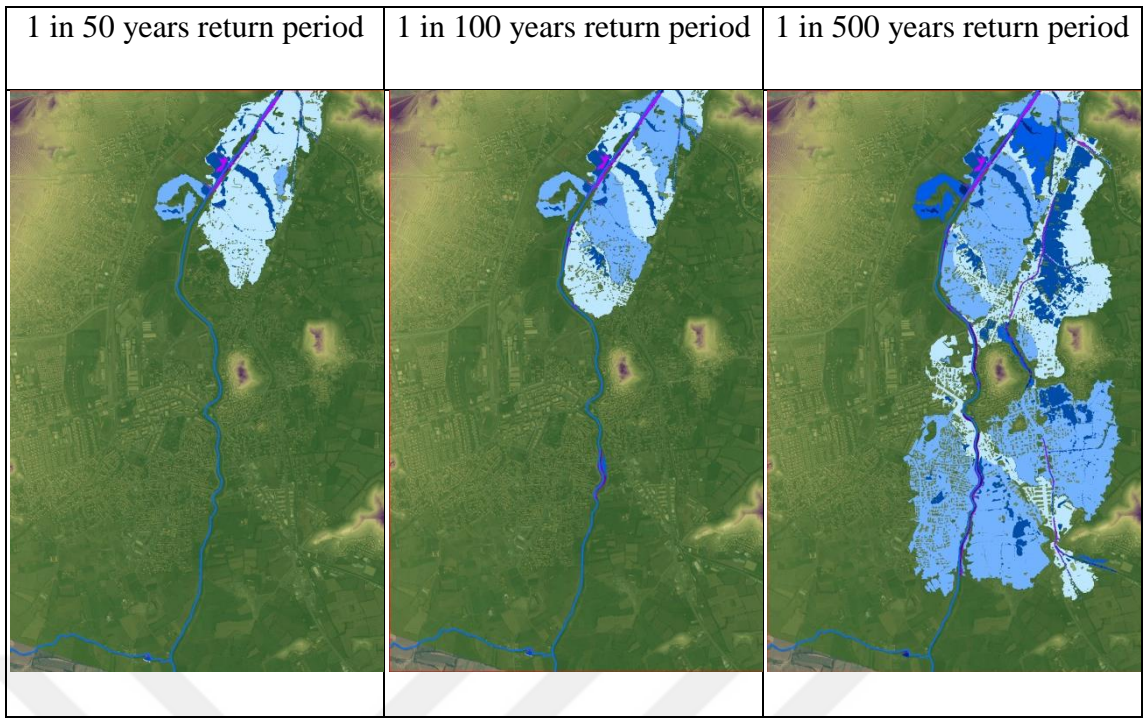 1 in 50 years return period
1 in 100 years return period
1 in 500 years return period